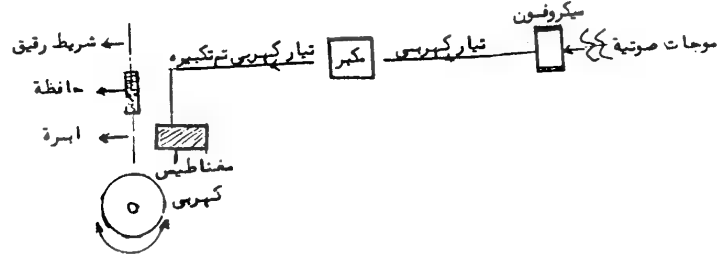 ميكروفون
موجات صوتية
تيار كهربى
مكبر
تيار كهربى تم تكبيره
شريط رقيق
حافظة
ابرة
مغناطيس
كهربى